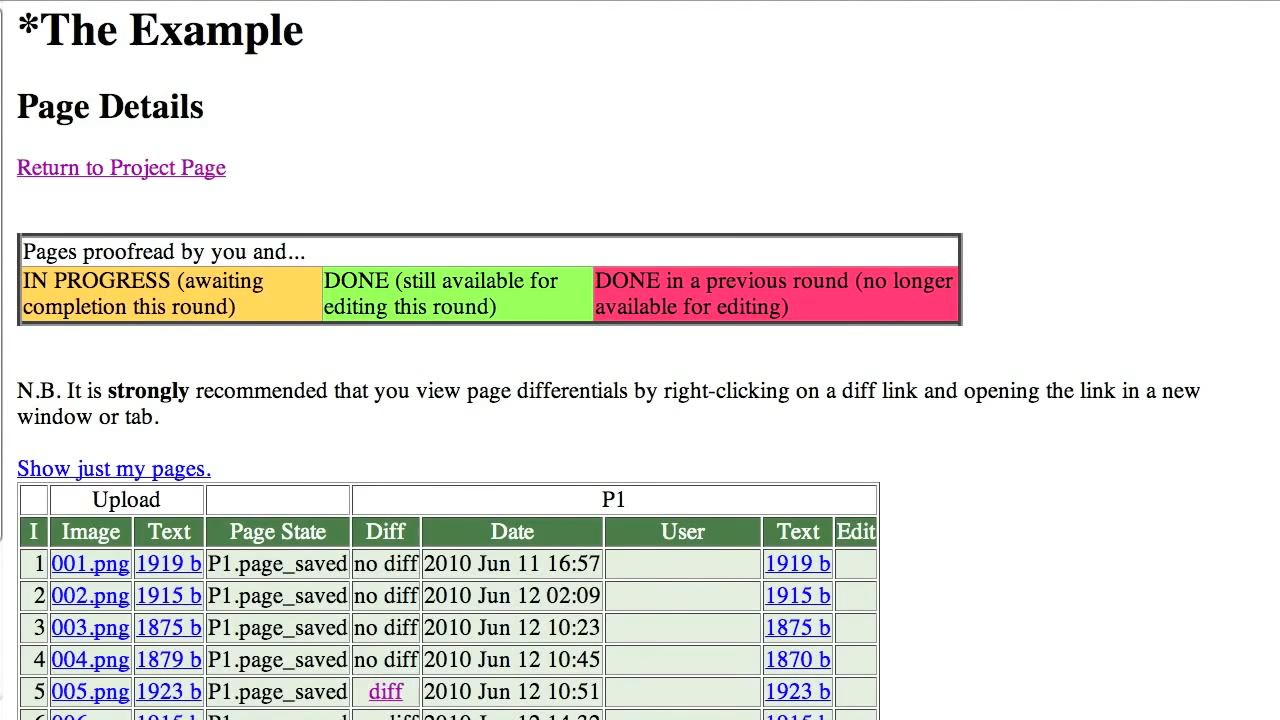 *The Example
Page Details
Return to Project Page
Pages proofread by you and...
IN PROGRESS (awaiting completion this round) DONE (still available for editing this round) DONE in a previous round (no longer available for editing)
N.B. It is strongly recommended that you view page differentials by right-clicking on a diff link and opening the link in a new
window or tab.
Show just my pages.
Upload P1
I Image Text Page State Diff Date User Text Edit
1 001.png 1919 b P1.page_saved no diff 2010 Jun 11 16:57 1919 b
2 002.png 1915 b P1.page_saved no diff 2010 Jun 12 02:09 1915 b
3 003.png 1875 b P1.page_saved no diff 2010 Jun 12 10:23 1875 b
4 004.png 1879 b P1.page_saved no diff 2010 Jun 12 10:45 1870 b
5 005.png 1923 b P1.page_saved diff 2010 Jun 12 10:51 1923 b